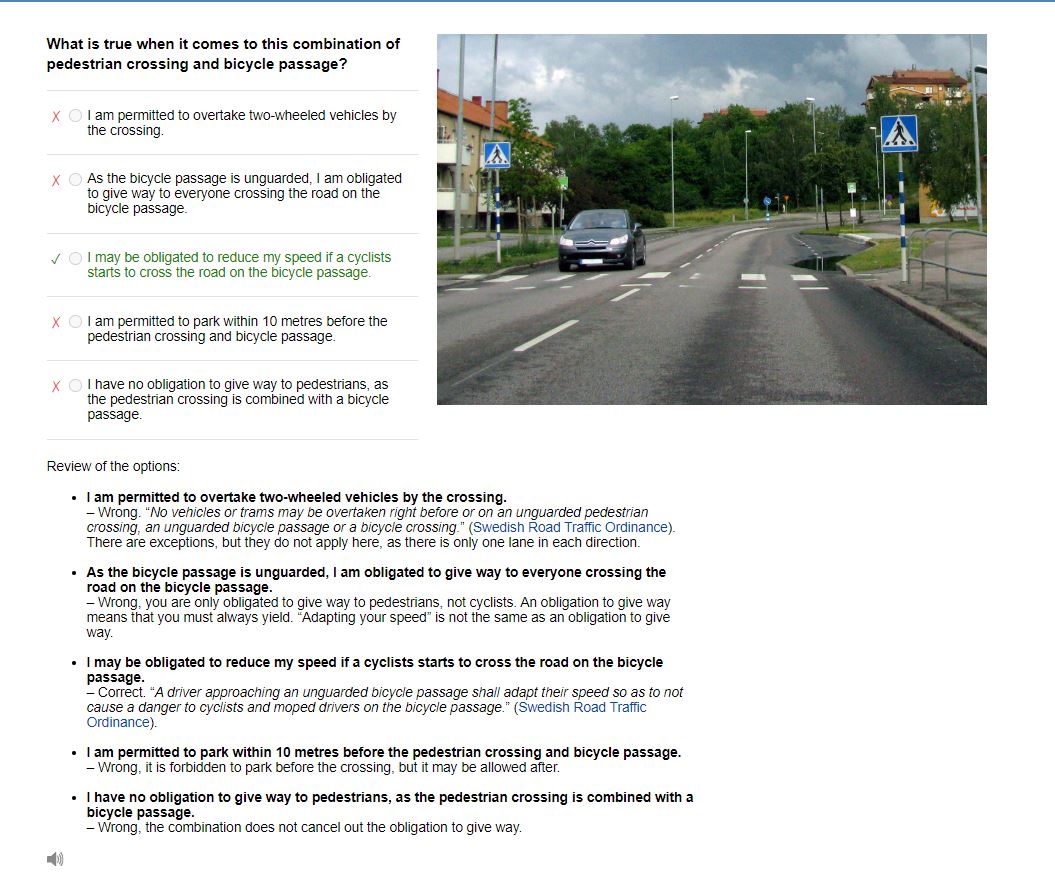 What is true when it comes to this combination of
pedestrian crossing and bicycle passage?
I am permitted to overtake two-wheeled vehicles by
the crossing.
As the bicycle passage is unguarded, I am obligated
to give way to everyone crossing the road on the
bicycle passage.
I may be obligated to reduce my speed if a cyclists
starts to cross the road on the bicycle passage.
I am permitted to park within 10 metres before the
pedestrian crossing and bicycle passage.
I have no obligation to give way to pedestrians, as
the pedestrian crossing is combined with a bicycle
passage.
Review of the options:
• I am permitted to overtake two-wheeled vehicles by the crossing.
– Wrong. “No vehicles or trams may be overtaken right before or on an unguarded pedestrian
crossing, an unguarded bicycle passage or a bicycle crossing.” (Swedish Road Traffic Ordinance).
There are exceptions, but they do not apply here, as there is only one lane in each direction.
• As the bicycle passage is unguarded, I am obligated to give way to everyone crossing the
road on the bicycle passage.
– Wrong, you are only obligated to give way to pedestrians, not cyclists. An obligation to give way
means that you must always yield. “Adapting your speed” is not the same as an obligation to give
way.
• I may be obligated to reduce my speed if a cyclists starts to cross the road on the bicycle
passage.
– Correct. “A driver approaching an unguarded bicycle passage shall adapt their speed so as to not
cause a danger to cyclists and moped drivers on the bicycle passage.” (Swedish Road Traffic
Ordinance).
• I am permitted to park within 10 metres before the pedestrian crossing and bicycle passage.
– Wrong, it is forbidden to park before the crossing, but it may be allowed after.
• I have no obligation to give way to pedestrians, as the pedestrian crossing is combined with a
bicycle passage.
– Wrong, the combination does not cancel out the obligation to give way.